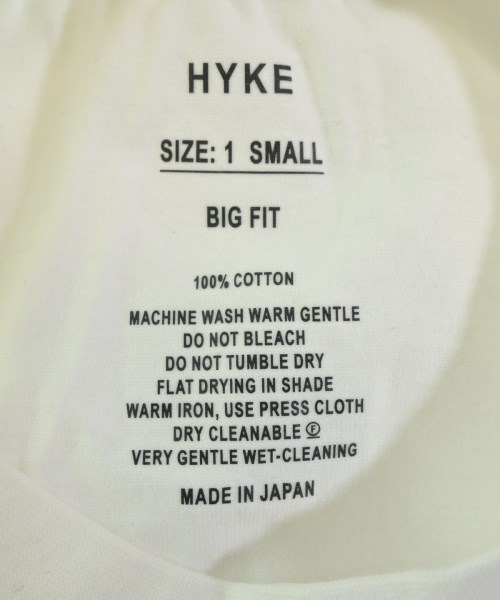 HYKE
SIZE: 1 SMALL
BIG FIT
100% COTTON
MACHINE WASH WARM GENTLE
DO NOT BLEACH
DO NOT TUMBLE DRY
FLAT DRYING IN SHADE
WARM IRON, USE PRESS CLOTH
DRY CLEANABLE Ⓕ
VERY GENTLE WET-CLEANING
MADE IN JAPAN